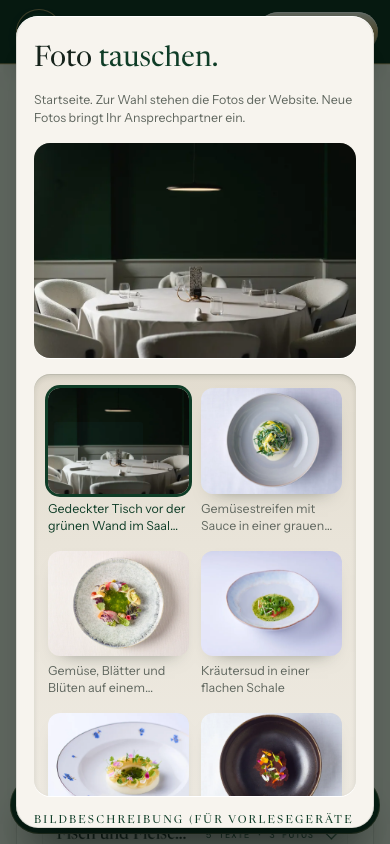 Foto tauschen.
Startseite. Zur Wahl stehen die Fotos der Website. Neue
Fotos bringt Ihr Ansprechpartner ein.
Gedeckter Tisch vor der
grünen Wand im Saal...
Gemüsestreifen mit
Sauce in einer grauen...
Gemüse, Blätter und
Blüten auf einem...
Kräutersud in einer
flachen Schale
BILDBESCHREIBUNG (FÜR VORLESEGERÄTE